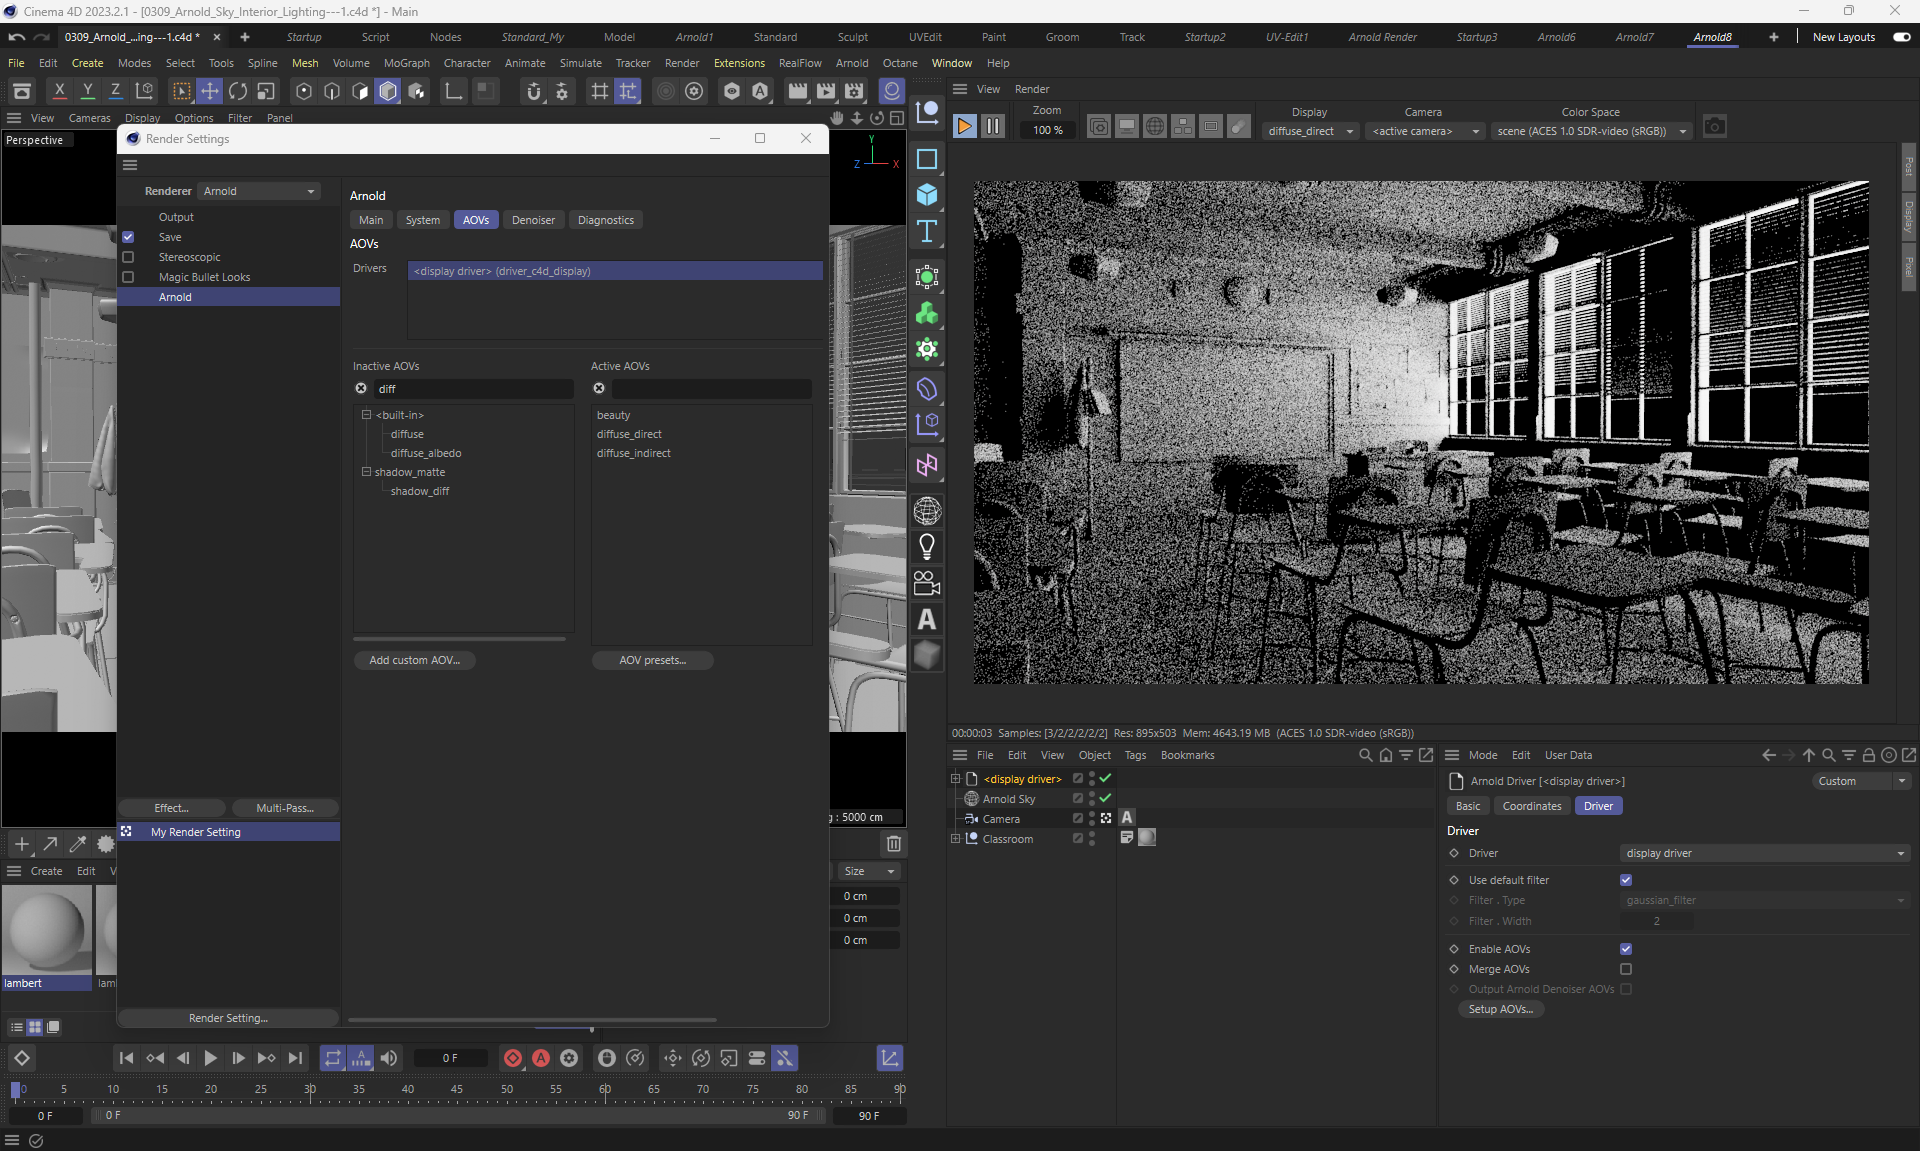 Cinema 4D 2023.2.1 - [0309_Arnold_Sky_Interior_Lighting---1.c4d *] - Main
0309_Arnold_...ing---1.c4d * Startup Script Nodes Standard_My Model Arnold1 Standard Sculpt UVEdit Paint Groom Track Startup2 UV-Edit1 Arnold Render Startup3 Arnold6 Arnold7 Arnold8 New Layouts
File Edit Create Modes Select Tools Spline Mesh Volume MoGraph Character Animate Simulate Tracker Render Extensions RealFlow Arnold Octane Window Help
X Y Z
View Render
View Cameras Display Options Filter Panel
Zoom Display Camera Color Space
100 % diffuse_direct <active camera> scene (ACES 1.0 SDR-video (sRGB))
Perspective
Render Settings
Y
Z X
Post
Display
Pixel
Renderer Arnold
Arnold
Output
Main System AOVs Denoiser Diagnostics
Save
AOVs
Stereoscopic
Drivers <display driver> (driver_c4d_display)
Magic Bullet Looks
Arnold
Inactive AOVs Active AOVs
diff
<built-in> beauty
diffuse diffuse_direct
diffuse_albedo diffuse_indirect
shadow_matte
shadow_diff
Add custom AOV... AOV presets...
00:00:03 Samples: [3/2/2/2/2/2] Res: 895x503 Mem: 4643.19 MB (ACES 1.0 SDR-video (sRGB))
File Edit View Object Tags Bookmarks Mode Edit User Data
<display driver> Arnold Driver [<display driver>] Custom
Arnold Sky
Basic Coordinates Driver
Camera A
Driver
Classroom
Driver display driver
Use default filter
Filter . Type gaussian_filter
Filter . Width 2
Enable AOVs
Merge AOVs
Output Arnold Denoiser AOVs
Setup AOVs...
Effect... Multi-Pass...
: 5000 cm
My Render Setting
Create Edit V Size
0 cm
0 cm
0 cm
lambert lam
Render Setting...
0 F
0 5 10 15 20 25 30 35 40 45 50 55 60 65 70 75 80 85 90
0 F 0 F 90 F 90 F